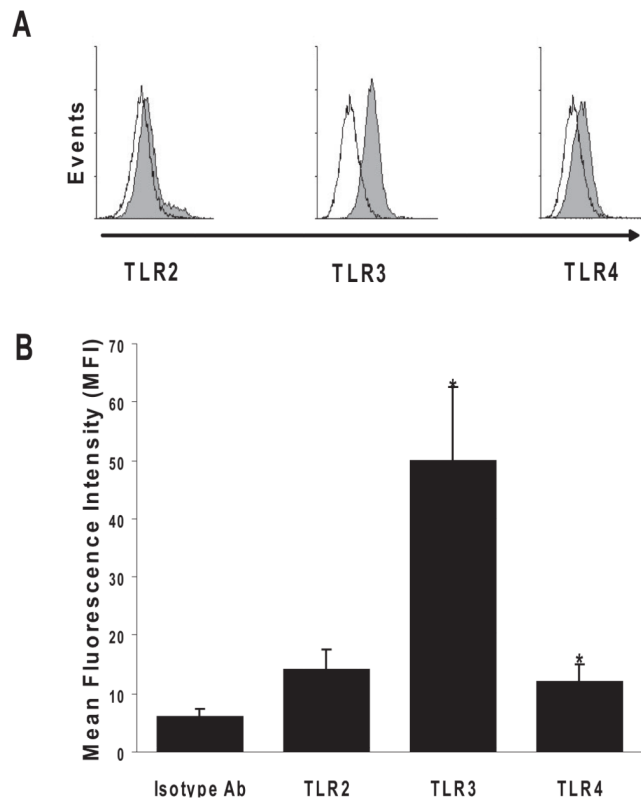 A
Events
TLR2 TLR3 TLR4
B
Mean Fluorescence Intensity (MFI)
70
60
50
40
30
20
10
0
*
*
Isotype Ab TLR2 TLR3 TLR4